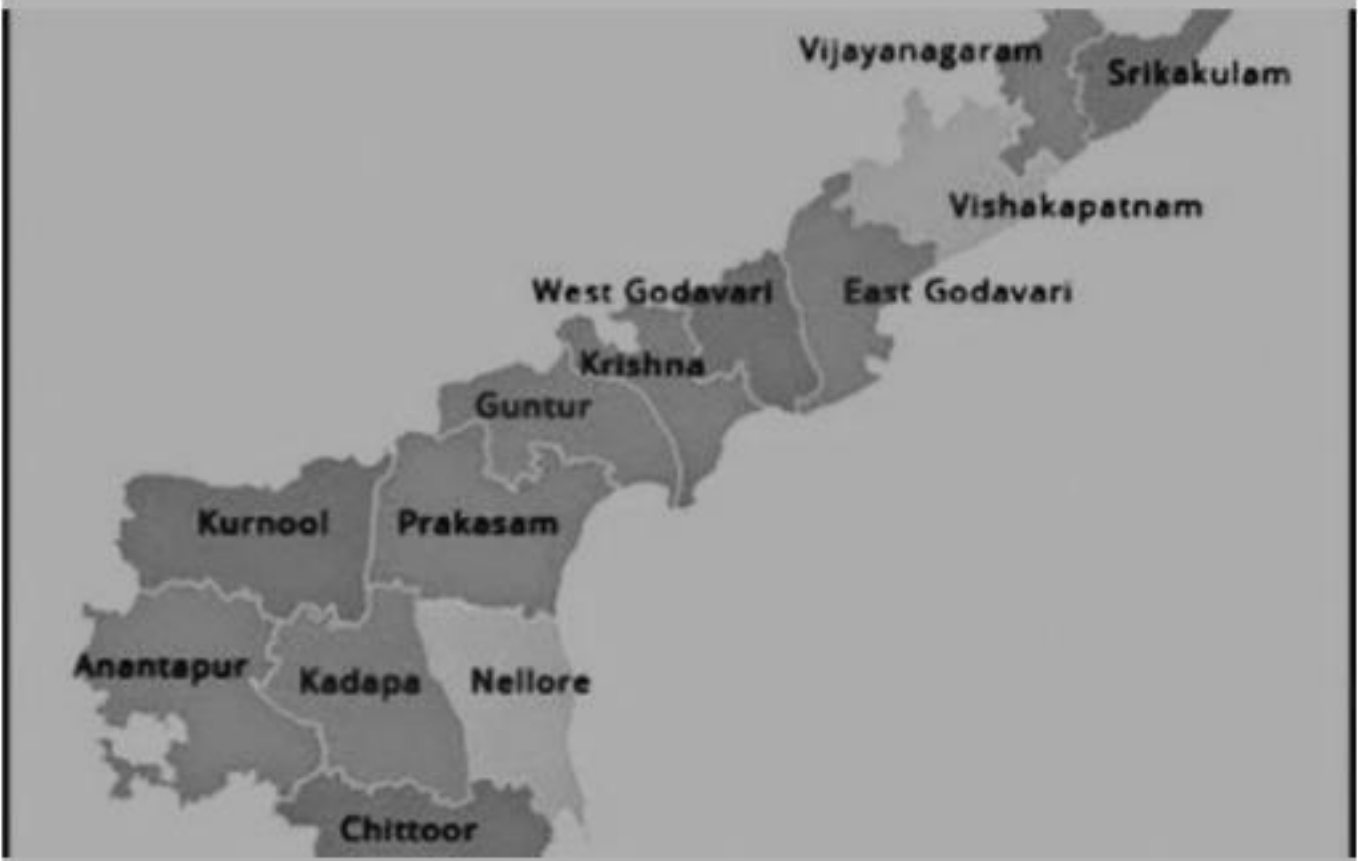 Vijayanagaram
Srikakulam
Vishakapatnam
West Godavari
East Godavari
Krishna
Guntur
Kurnool
Prakasam
Anantapur
Kadapa
Nellore
Chittoor